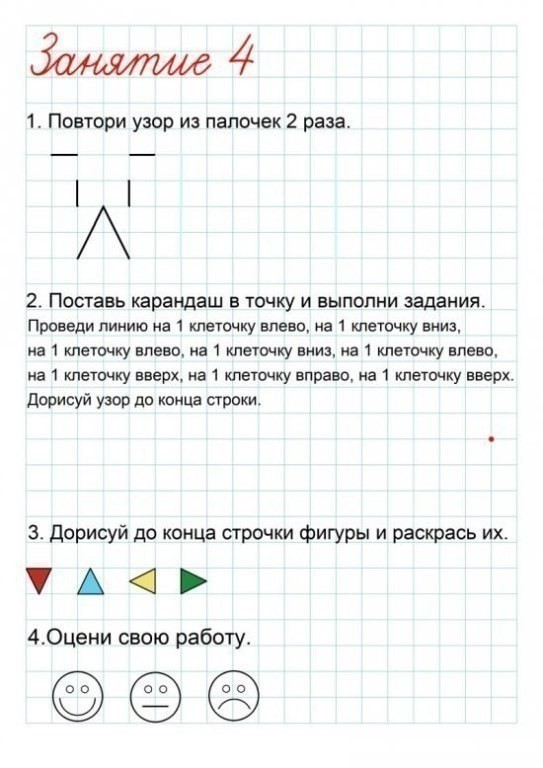 Занятие 4
1. Повтори узор из палочек 2 раза.
2. Поставь карандаш в точку и выполни задания.
Проведи линию на 1 клеточку влево, на 1 клеточку вниз,
на 1 клеточку влево, на 1 клеточку вниз, на 1 клеточку влево,
на 1 клеточку вверх, на 1 клеточку вправо, на 1 клеточку вверх.
Дорисуй узор до конца строки.
3. Дорисуй до конца строчки фигуры и раскрась их.
4.Оцени свою работу.